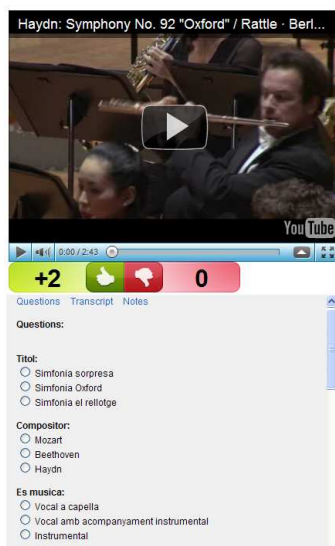 Haydn: Symphony No. 92 "Oxford" / Rattle · Berl...
YouTube
0:00 / 2:43
+2 0
Questions Transcript Notes
Questions:
Titol:
Simfonia sorpresa
Simfonia Oxford
Simfonia el rellotge
Compositor:
Mozart
Beethoven
Haydn
Es musica:
Vocal a capella
Vocal amb acompanyament instrumental
Instrumental